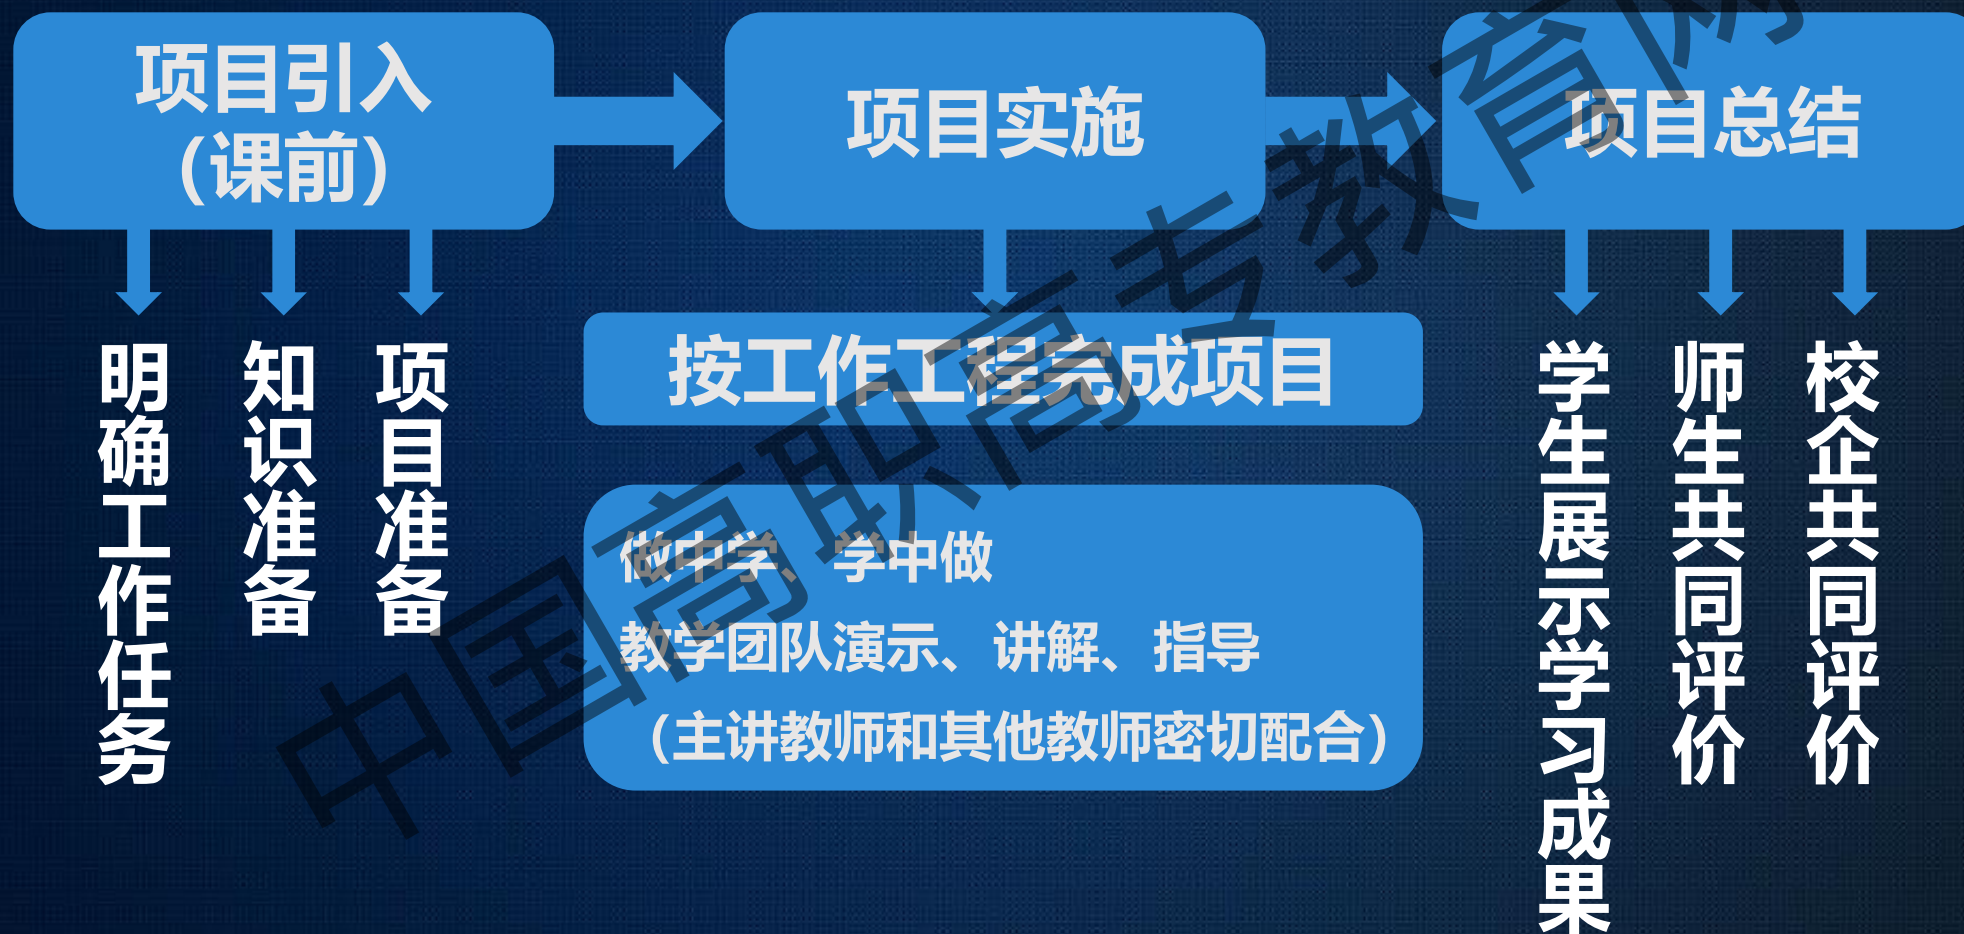 项目引入
（课前）
项目实施
项目总结
明确工作任务
知识准备
项目准备
按工作工程完成项目
做中学、学中做
教学团队演示、讲解、指导
（主讲教师和其他教师密切配合）
学生展示学习成果
师生共同评价
校企共同评价
中国高职高专教育网